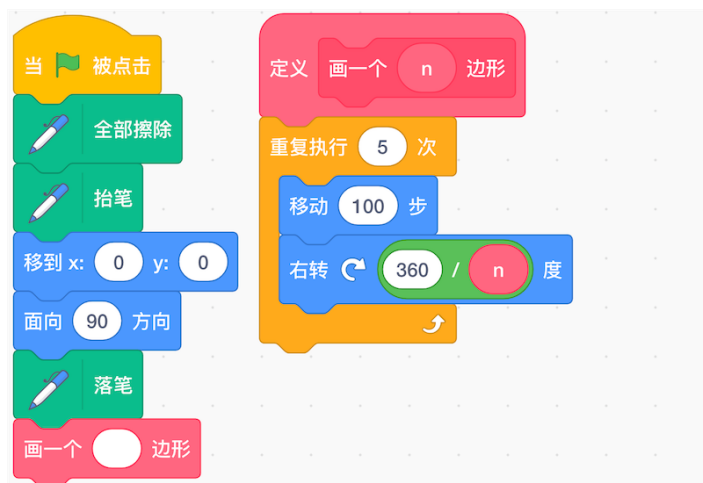 当 被点击
全部擦除
抬笔
移到 x: 0 y: 0
面向 90 方向
落笔
画一个 边形
定义 画一个 n 边形
重复执行 5 次
移动 100 步
右转 360 / n 度